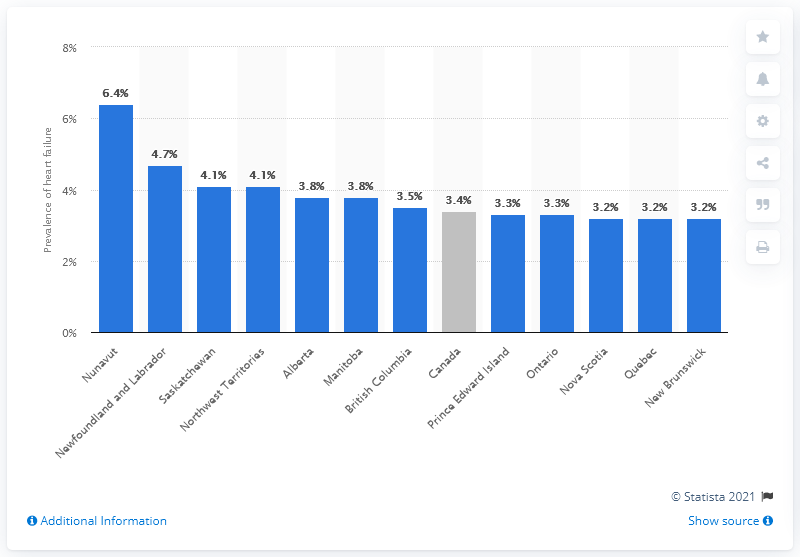 8%
6%
4%
2%
0%
Prevalence of heart failure
6.4%
4.7%
4.1%
4.1%
3.8%
3.8%
3.5%
3.4%
3.3%
3.3%
3.2%
3.2%
3.2%
Nunavut
Newfoundland and Labrador
Saskatchewan
Northwest Territories
Alberta
Manitoba
British Columbia
Canada
Prince Edward Island
Ontario
Nova Scotia
Quebec
New Brunswick
© Statista 2021
Additional Information
Show source